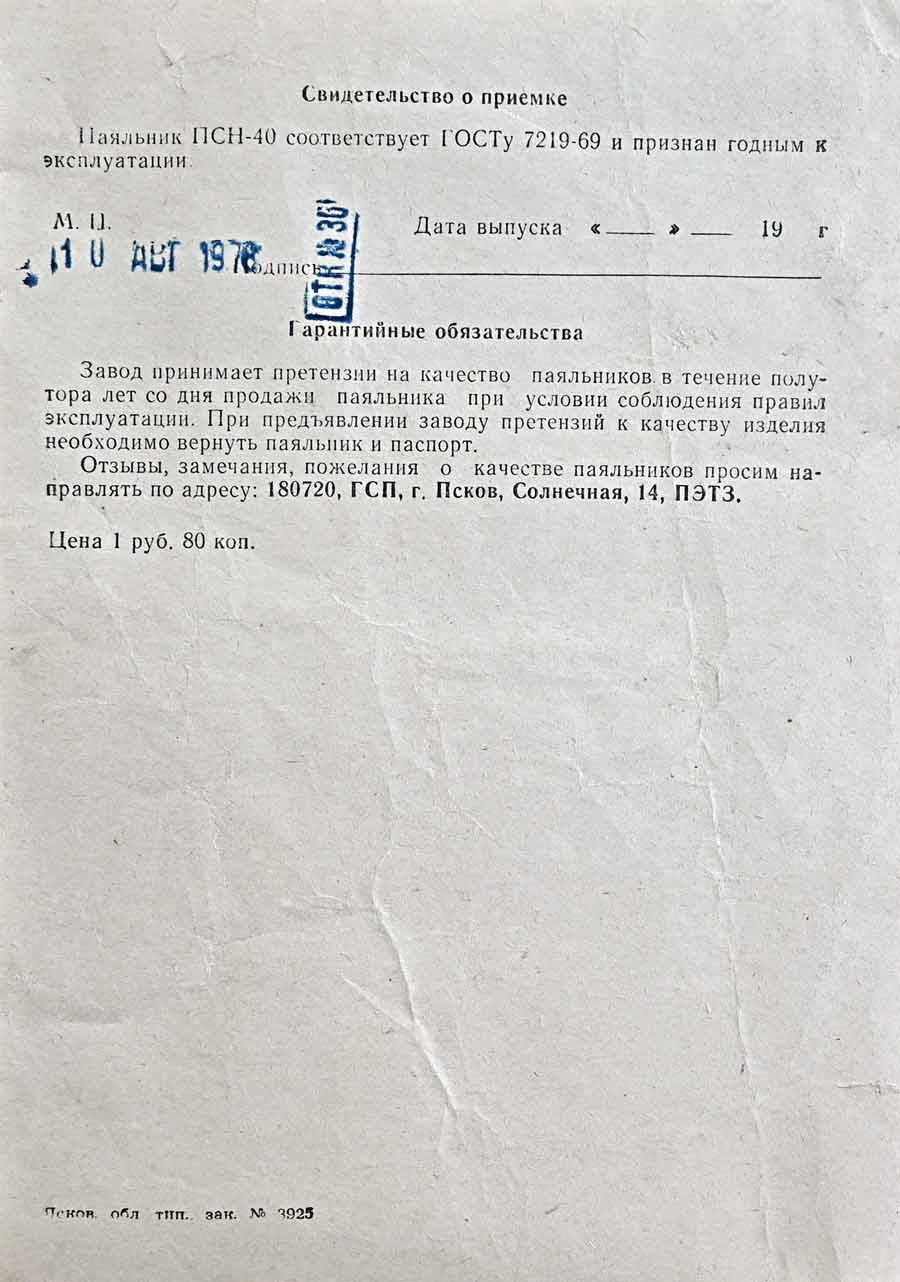 Свидетельство о приемке
Паяльник ПСН-40 соответствует ГОСТу 7219-69 и признан годным к
эксплуатации.
М. П.
Дата выпуска « » 19 г
10 АВГ
Подпись
ОТК № 36
Гарантийные обязательства
Завод принимает претензии на качество паяльников в течение полу-
тора лет со дня продажи паяльника при условии соблюдения правил
эксплуатации. При предъявлении заводу претензий к качеству изделия
необходимо вернуть паяльник и паспорт.
Отзывы, замечания, пожелания о качестве паяльников просим на-
правлять по адресу: 180720, ГСП, г. Псков, Солнечная, 14, ПЭТЗ.
Цена 1 руб. 80 коп.
Псков. обл тип., зак. № 3925